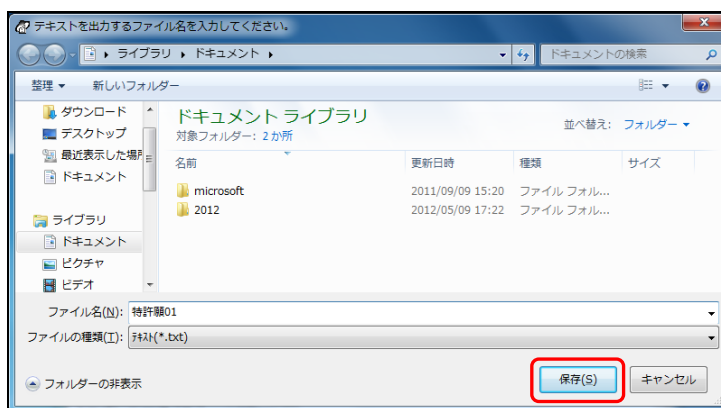 テキストを出力するファイル名を入力してください。
ライブラリ ▸ ドキュメント ▸
ドキュメントの検索
整理 ▼ 新しいフォルダー
ダウンロード
デスクトップ
最近表示した場所
ドキュメント
ライブラリ
ドキュメント
ピクチャ
ビデオ
ドキュメント ライブラリ
対象フォルダー: 2 か所
並べ替え: フォルダー ▼
名前 更新日時 種類 サイズ
microsoft 2011/09/09 15:20 ファイル フォル...
2012 2012/05/09 17:22 ファイル フォル...
ファイル名(N): 特許願01
ファイルの種類(T): テキスト(*.txt)
フォルダーの非表示
保存(S)
キャンセル